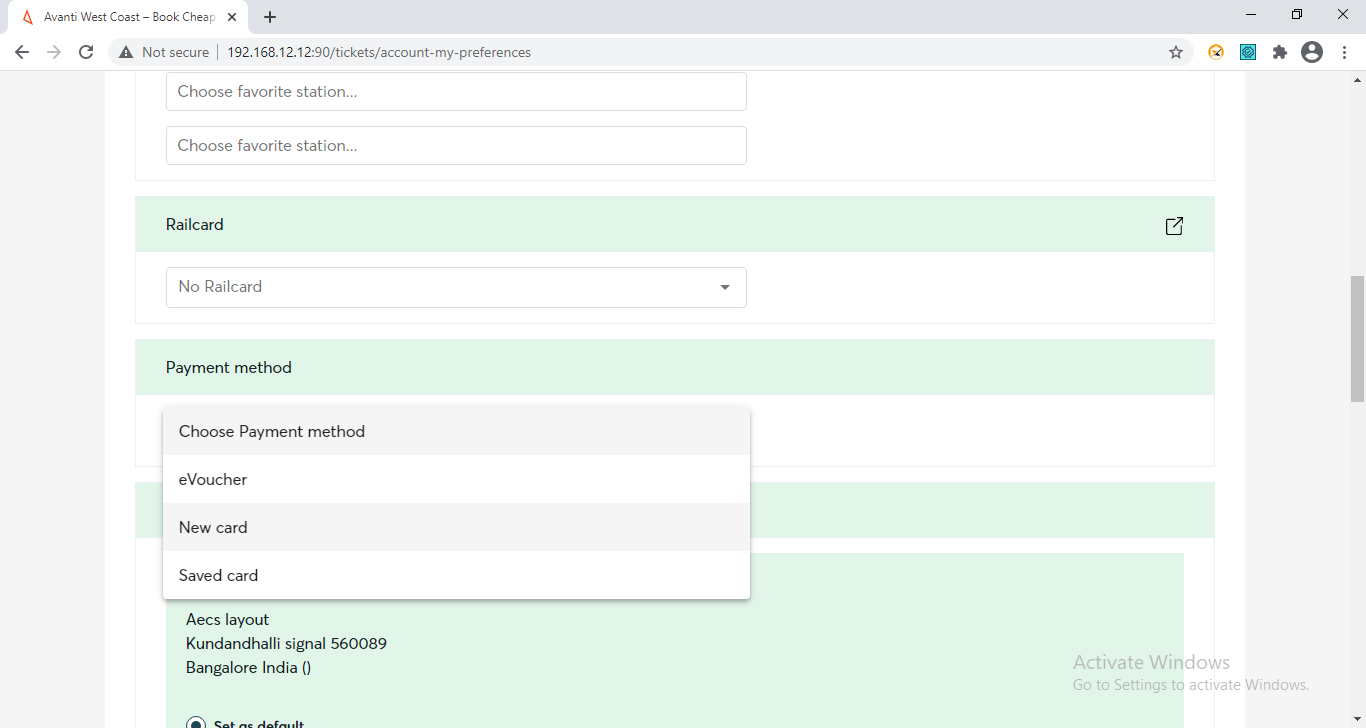 Avanti West Coast – Book Cheap
Not secure
192.168.12.12:90/tickets/account-my-preferences
Choose favorite station...
Choose favorite station...
Railcard
No Railcard
Payment method
Choose Payment method
eVoucher
New card
Saved card
Aecs layout
Kundandhalli signal 560089
Bangalore India ()
Set as default
Activate Windows
Go to Settings to activate Windows.